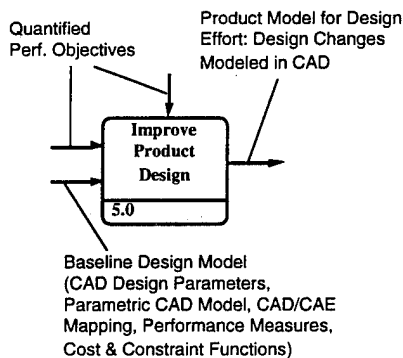 Quantified
Perf. Objectives
Product Model for Design
Effort: Design Changes
Modeled in CAD
Improve
Product
Design
5.0
Baseline Design Model
(CAD Design Parameters,
Parametric CAD Model, CAD/CAE
Mapping, Performance Measures,
Cost & Constraint Functions)